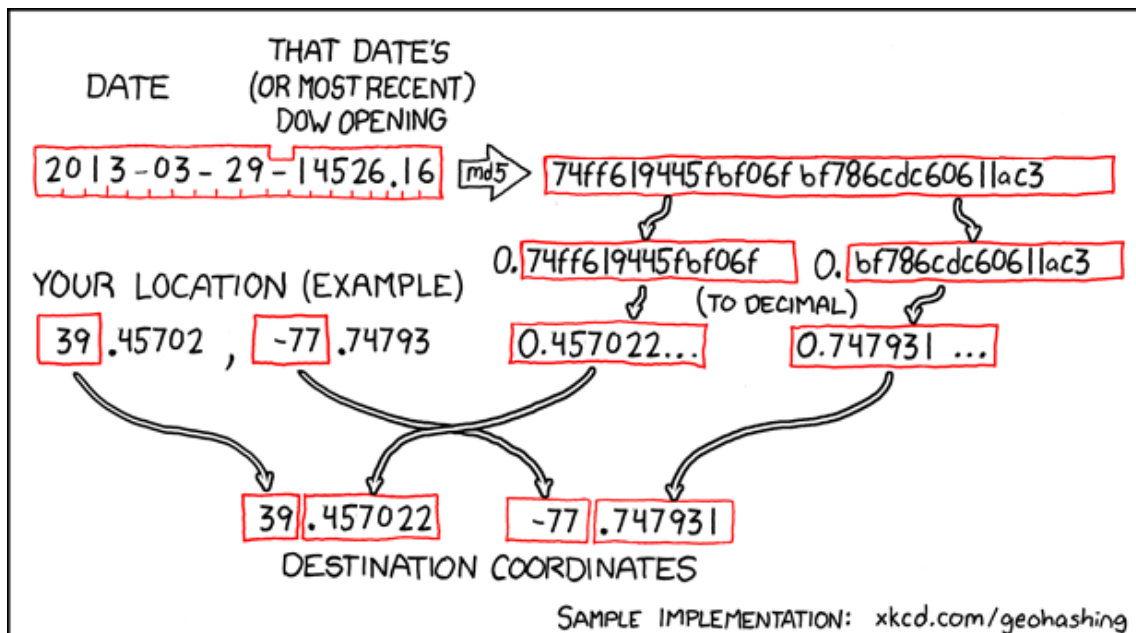 DATE
THAT DATE'S
(OR MOST RECENT)
DOW OPENING
2013-03-29-14526.16
md5
74ff619445fbf06fbf786cdc60611ac3
0.74ff619445fbf06f
0.bf786cdc60611ac3
(TO DECIMAL)
YOUR LOCATION (EXAMPLE)
39.45702, -77.74793
0.457022...
0.747931 ...
39.457022
-77.747931
DESTINATION COORDINATES
SAMPLE IMPLEMENTATION: xkcd.com/geohashing